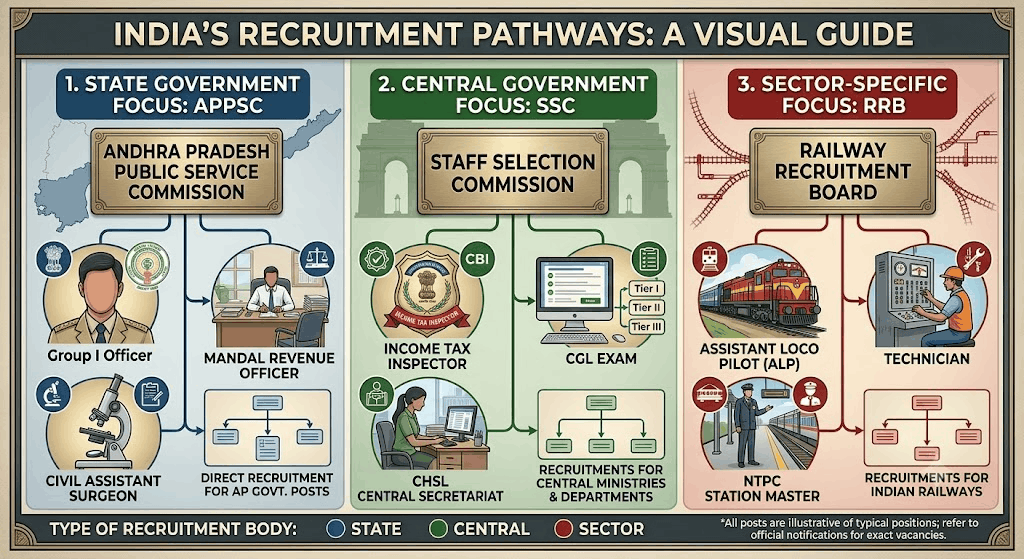 INDIA'S RECRUITMENT PATHWAYS: A VISUAL GUIDE
1. STATE GOVERNMENT
FOCUS: APPSC
ANDHRA PRADESH
PUBLIC SERVICE
COMMISSION
Group I Officer
MANDAL REVENUE
OFFICER
CIVIL ASSISTANT
SURGEON
DIRECT RECRUITMENT
FOR AP GOVT. POSTS
2. CENTRAL GOVERNMENT
FOCUS: SSC
STAFF SELECTION
COMMISSION
CBI
INCOME TAA INSPECTOR
INCOME TAX
INSPECTOR
Tier I
Tier II
Tier III
CGL EXAM
CHSL
CENTRAL SECRETARIAT
RECRUITMENTS FOR
CENTRAL MINISTRIES
& DEPARTMENTS
3. SECTOR-SPECIFIC
FOCUS: RRB
RAILWAY
RECRUITMENT
BOARD
ASSISTANT LOCO
PILOT (ALP)
TECHNICIAN
NTPC
STATION MASTER
RECRUITMENTS FOR
INDIAN RAILWAYS
TYPE OF RECRUITMENT BODY: STATE CENTRAL SECTOR
*All posts are illustrative of typical positions; refer to
official notifications for exact vacancies.